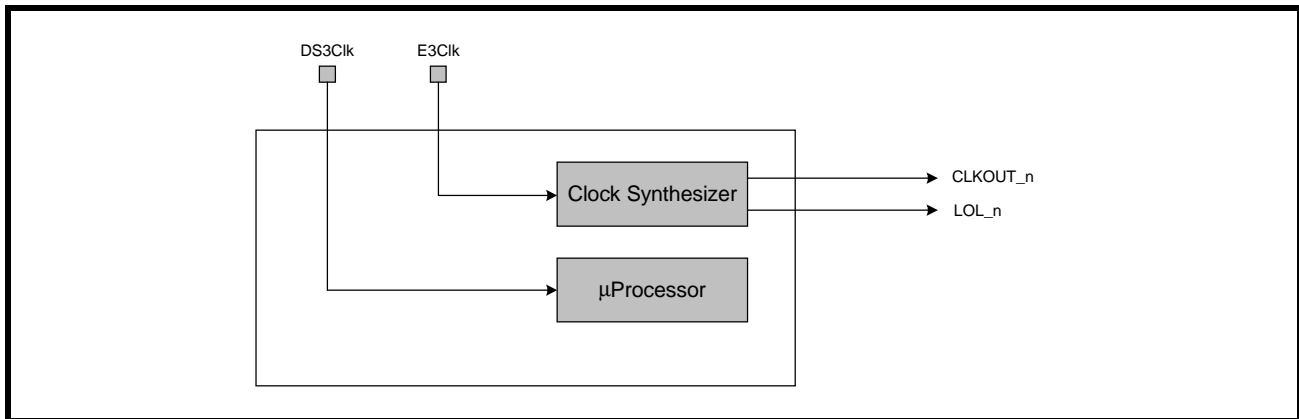 DS3Clk
E3Clk
Clock Synthesizer
CLKOUT_n
LOL_n
µProcessor